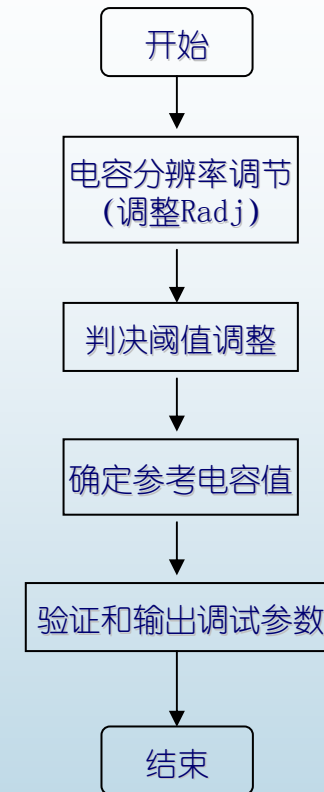 开始
电容分辨率调节
(调整Radj)
判决阈值调整
确定参考电容值
验证和输出调试参数
结束